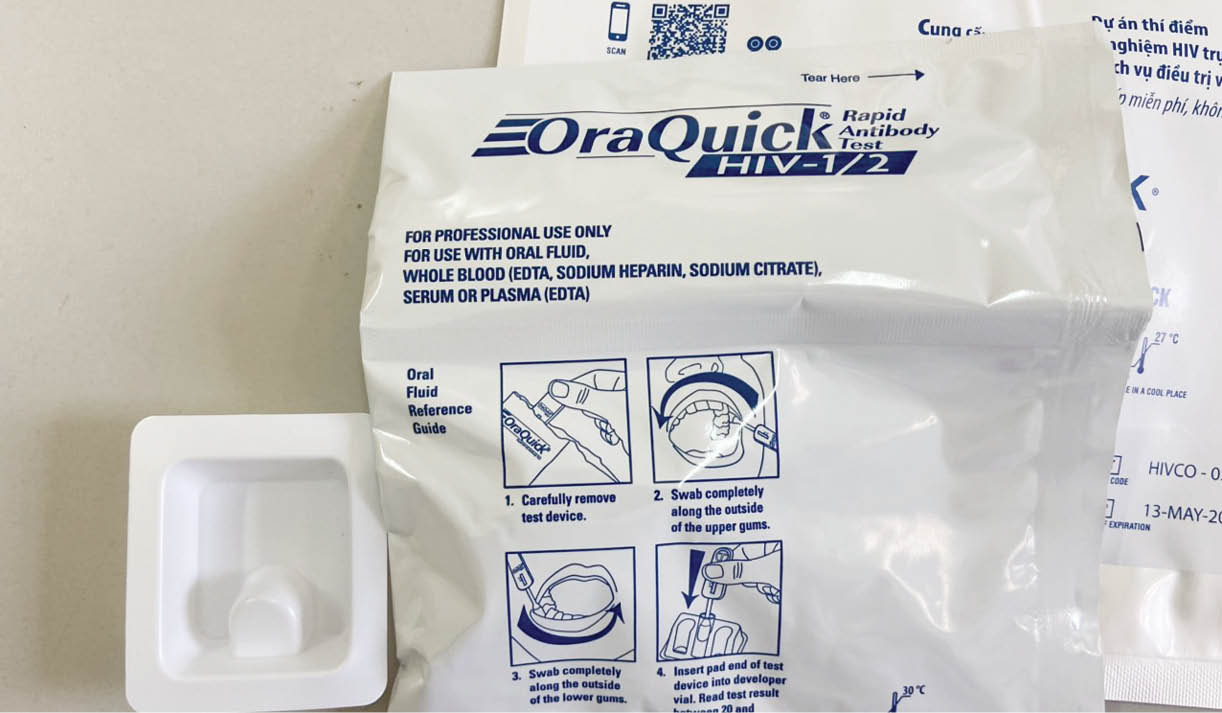 SCAN
Cung
Dự án thí điểm
nghiệm HIV
vụ điều trị
miễn phí,
Tear Here
OraQuick® Rapid
Antibody
Test
HIV-1/2
FOR PROFESSIONAL USE ONLY
FOR USE WITH ORAL FLUID,
WHOLE BLOOD (EDTA, SODIUM HEPARIN, SODIUM CITRATE),
SERUM OR PLASMA (EDTA)
27 °C
IN A COOL PLACE
Oral
Fluid
Reference
Guide
OraQuick
1. Carefully remove
test device.
2. Swab completely
along the outside
of the upper gums.
HIVCO - 0
CODE
13-MAY-20
EXPIRATION
3. Swab completely
along the outside
of the lower gums.
4. Insert pad end of test
device into developer
vial. Read test result
between 20 and
30 °C